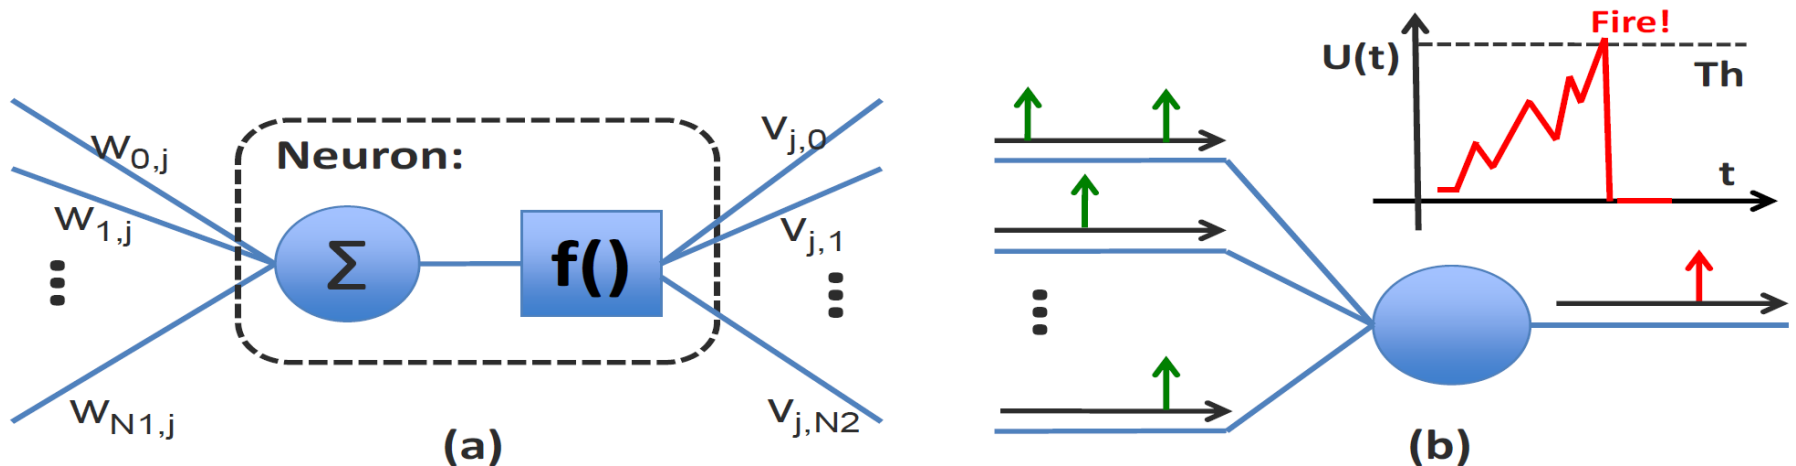 w0,j
w1,j
wN1,j
Neuron:
Σ
f()
vj,0
vj,1
vj,N2
(a)
Fire!
U(t)
Th
t
(b)